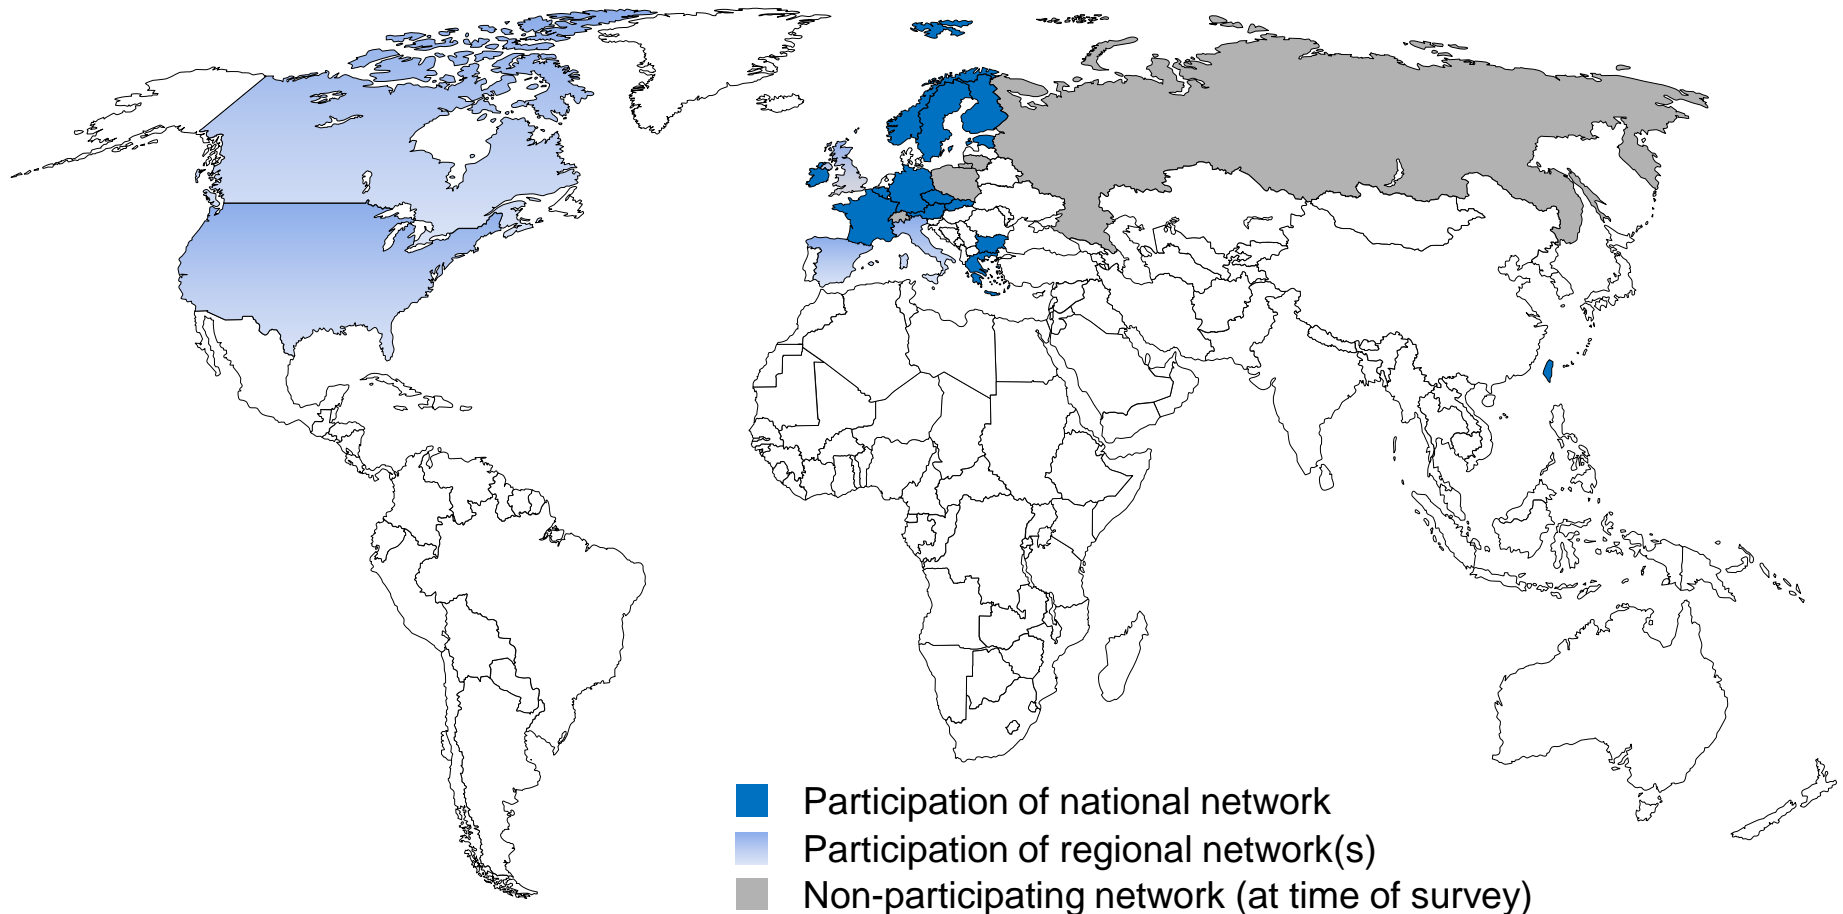 Participation of national network
Participation of regional network(s)
Non-participating network (at time of survey)